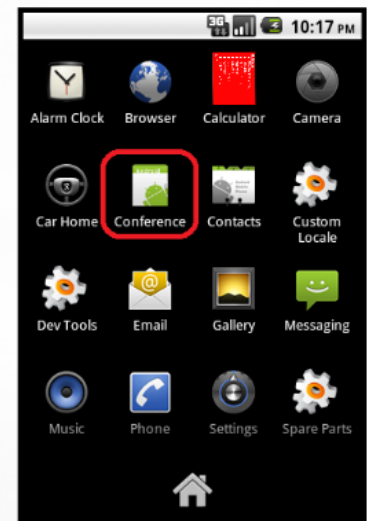 3G 10:17 PM
Alarm Clock Browser Calculator Camera
Car Home Conference Contacts Custom
Locale
Dev Tools Email Gallery Messaging
Music Phone Settings Spare Parts